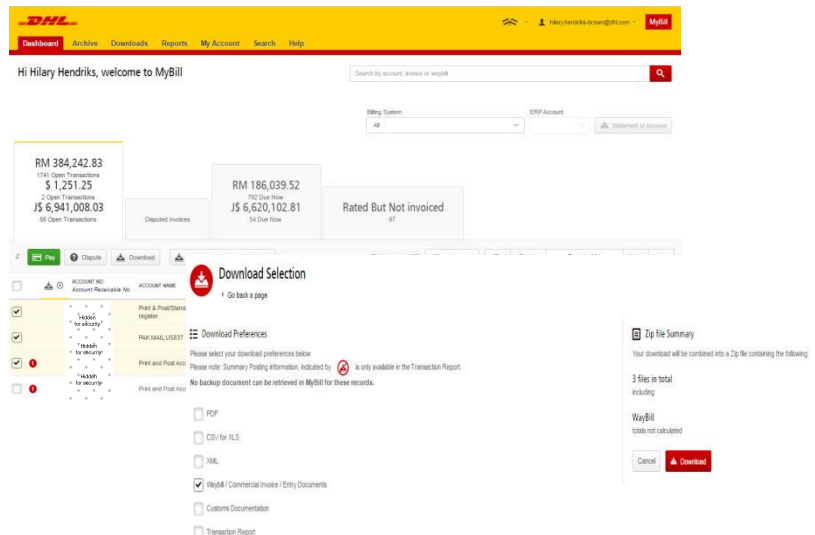 DHL
hilary.hendriks-brown@dhl.com
MyBill
Dashboard Archive Downloads Reports My Account Search Help
Hi Hilary Hendriks, welcome to MyBill
Search by account, invoice or waybill
Billing System
ERP Account
All
Statement of Account
RM 384,242.83
1741 Open Transactions
$ 1,251.25
2 Open Transactions
J$ 6,941,008.03
66 Open Transactions
Disputed Invoices
RM 186,039.52
792 Due Now
J$ 6,620,102.81
54 Due Now
Rated But Not invoiced
97
Pay Dispute Download
ACCOUNT NO.
Account Receivable No.
ACCOUNT NAME
Hidden
for security
Print & Post/Stand
register
Hidden
for security
PAK MAIL US637
Hidden
for security
Print and Post Acc
Print and Post Acc
Download Selection
Go back a page
Download Preferences
Please select your download preferences below
Please note: Summary Posting information, indicated by is only available in the Transaction Report.
No backup document can be retrieved in MyBill for these records.
PDF
CSV for XLS
XML
Waybill / Commercial Invoice / Entry Documents
Customs Documentation
Transaction Report
Zip file Summary
Your download will be combined into a Zip file containing the following:
3 files in total
including:
WayBill
totals not calculated
Cancel Download